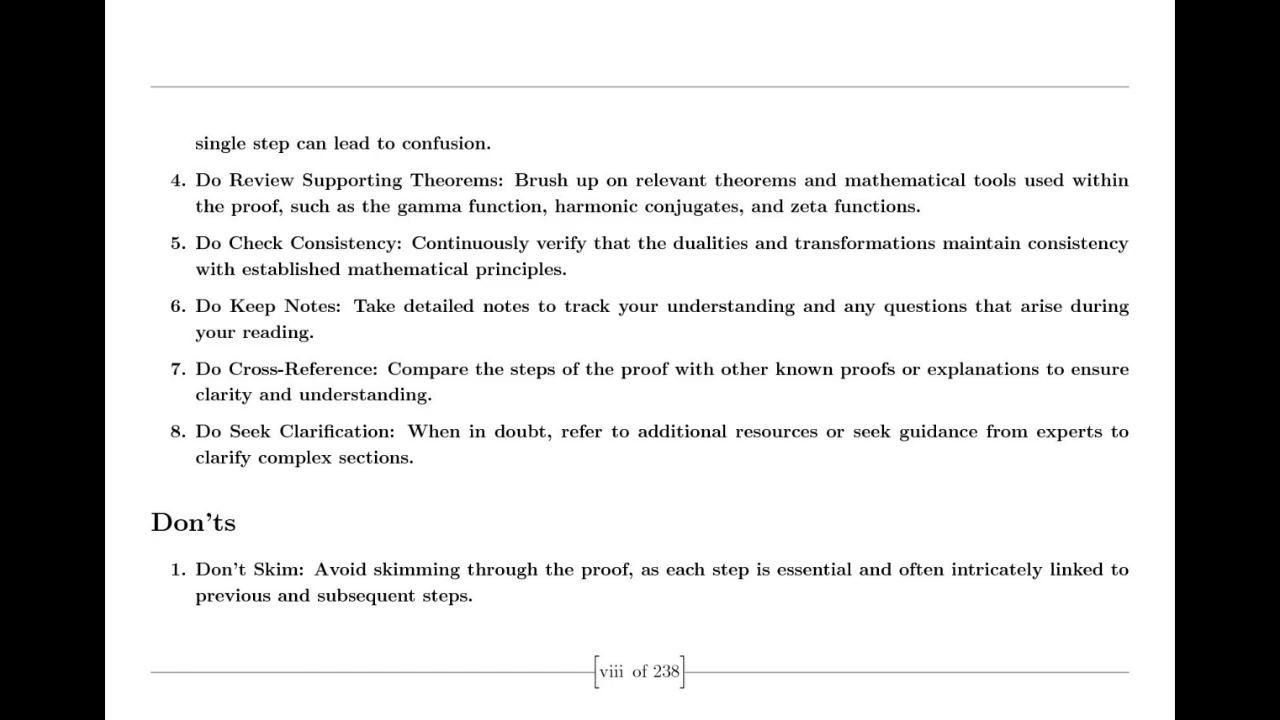 single step can lead to confusion.
4. Do Review Supporting Theorems: Brush up on relevant theorems and mathematical tools used within
the proof, such as the gamma function, harmonic conjugates, and zeta functions.
5. Do Check Consistency: Continuously verify that the dualities and transformations maintain consistency
with established mathematical principles.
6. Do Keep Notes: Take detailed notes to track your understanding and any questions that arise during
your reading.
7. Do Cross-Reference: Compare the steps of the proof with other known proofs or explanations to ensure
clarity and understanding.
8. Do Seek Clarification: When in doubt, refer to additional resources or seek guidance from experts to
clarify complex sections.
Don'ts
1. Don't Skim: Avoid skimming through the proof, as each step is essential and often intricately linked to
previous and subsequent steps.
[viii of 238]